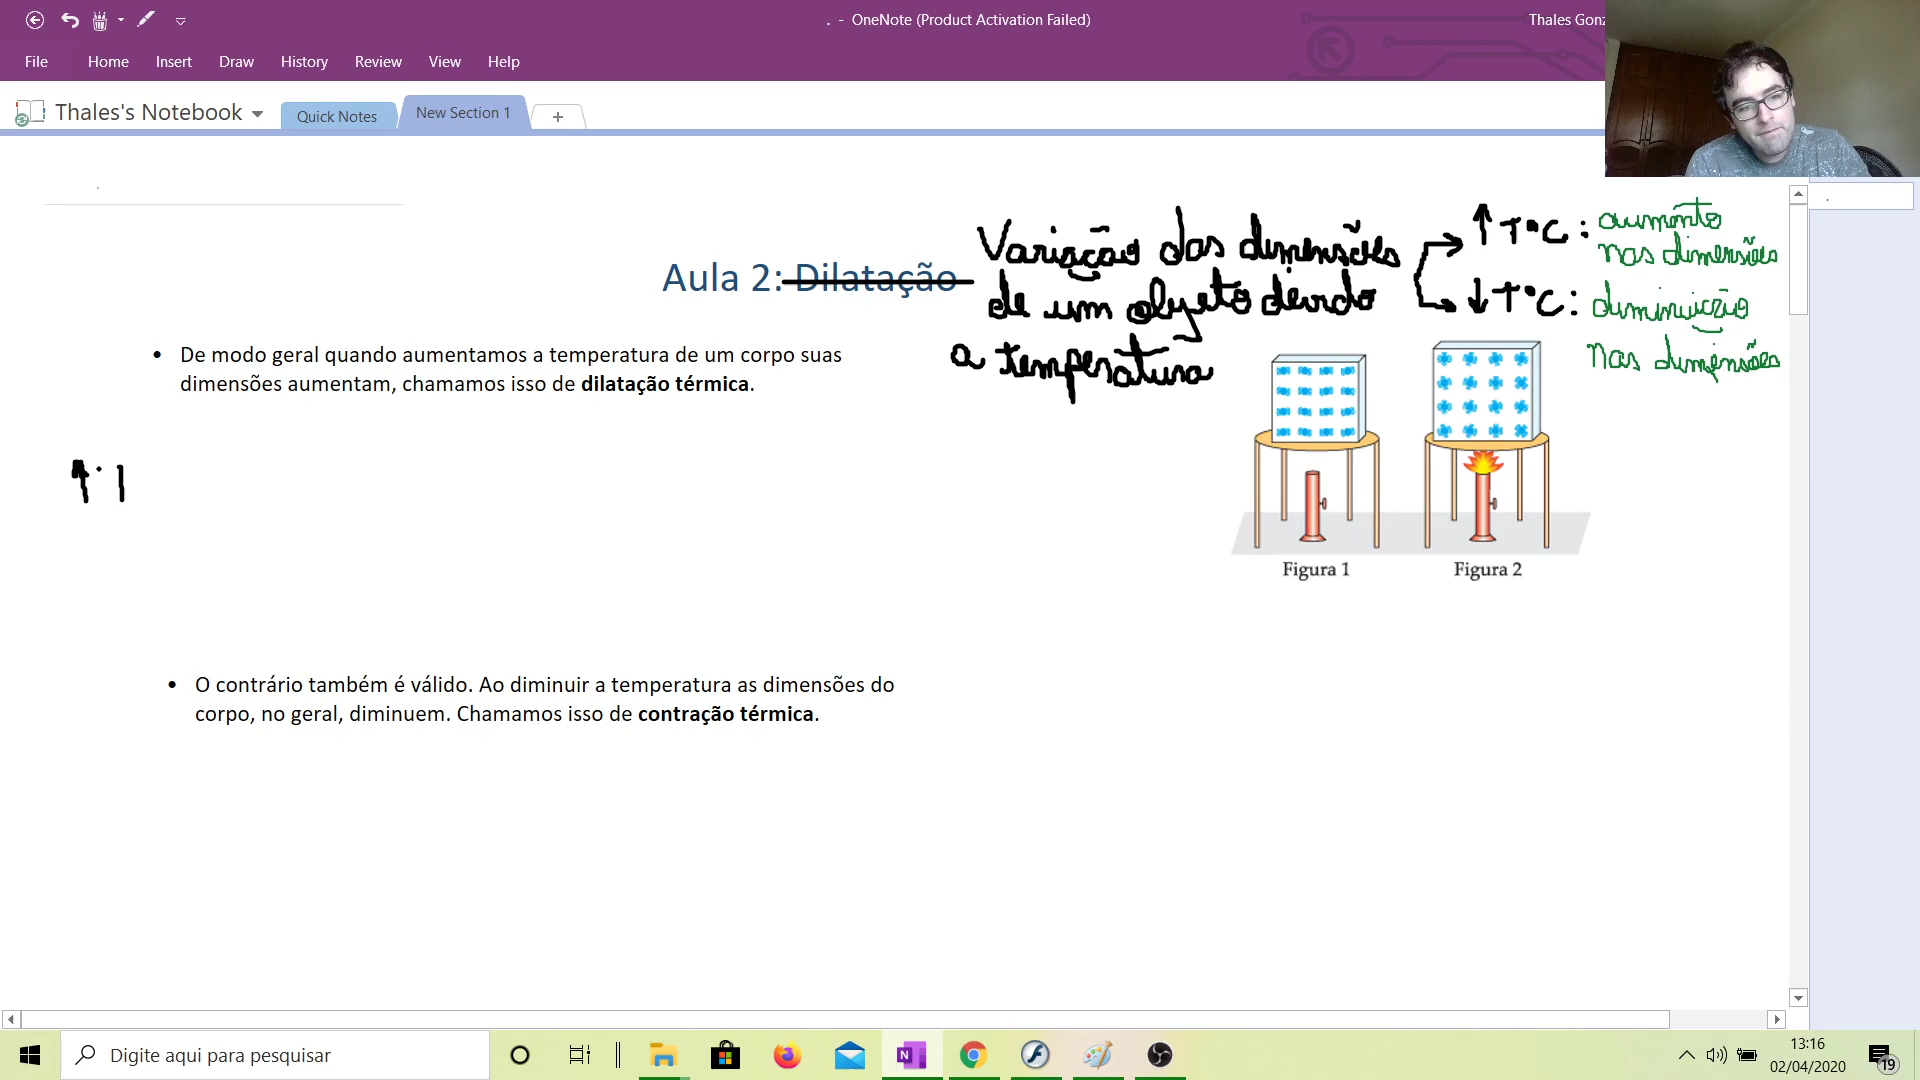 . - OneNote (Product Activation Failed)
Thales Gonz
File Home Insert Draw History Review View Help
Thales's Notebook
Quick Notes
New Section 1
+
Variação das dimensões
de um objeto devido
a temperatura
↑ T°C : aumento
nas dimensões
↓ T°C : diminuição
nas dimensões
Aula 2: Dilatação
• De modo geral quando aumentamos a temperatura de um corpo suas
dimensões aumentam, chamamos isso de dilatação térmica.
Figura 1
Figura 2
• O contrário também é válido. Ao diminuir a temperatura as dimensões do
corpo, no geral, diminuem. Chamamos isso de contração térmica.
Digite aqui para pesquisar
13:16
02/04/2020
19